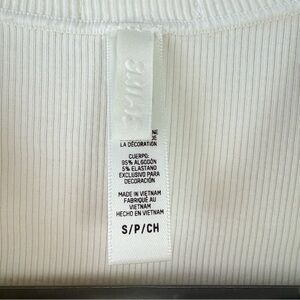 LA DÉCORATION
CUERPO:
95% ALGODÓN
5% ELASTANO
EXCLUSIVO PARA
DECORACIÓN
MADE IN VIETNAM
FABRIQUÉ AU
VIETNAM
HECHO EN VIETNAM
S/P/CH